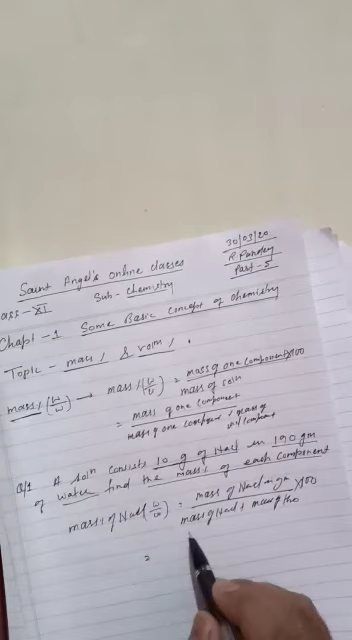 30/03/20
R Pandey
Part-5
Saint Angel's online classes
ass - XI
Sub - chemistry
Chapt - 1 Some Basic concept of chemistry
Topic - mass% & vol% .
mass% (w/w) → mass% (w/w) = mass of one component/mass of soln × 100
= mass of one component/mass of one component + mass of component
Q/1 A soln consists 10 g of Nacl in 190 gm
of water find the mass% of each component
mass% of Nacl (w/w) = mass of Nacl in gm/mass of Nacl + mass of H2O × 100
=